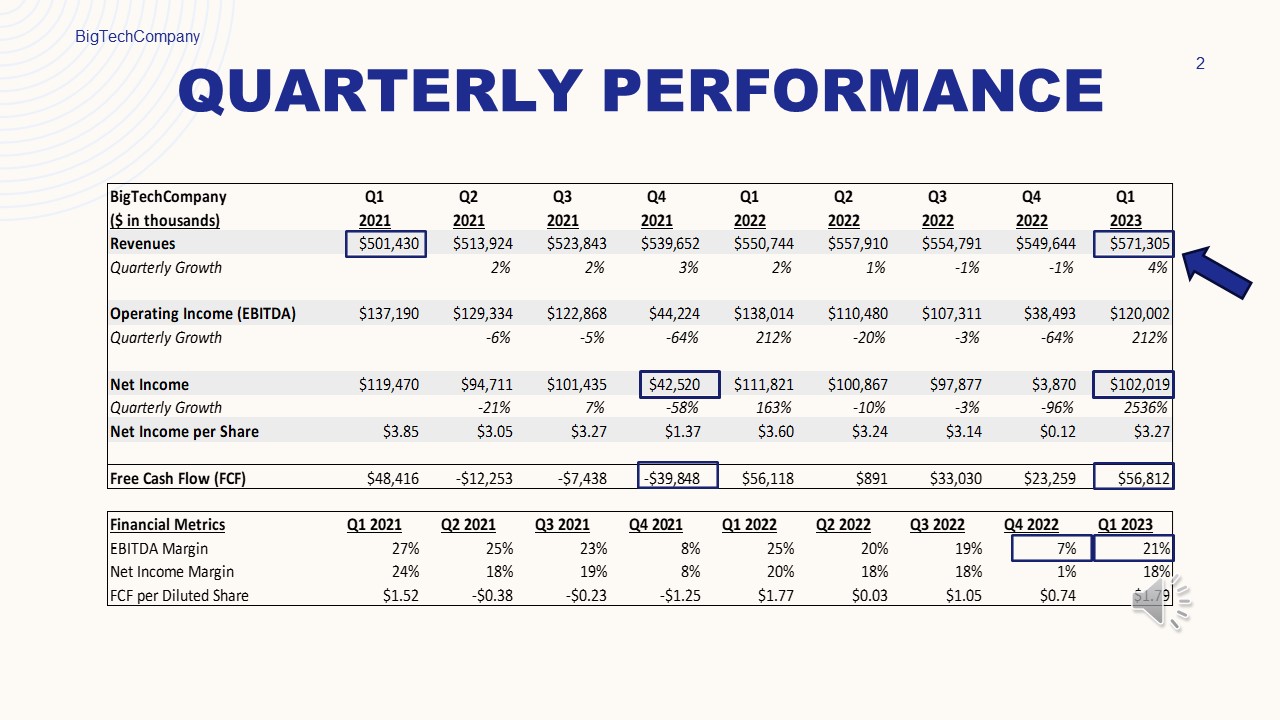 BigTechCompany
2
QUARTERLY PERFORMANCE
BigTechCompany Q1 Q2 Q3 Q4 Q1 Q2 Q3 Q4 Q1
($ in thousands) 2021 2021 2021 2021 2022 2022 2022 2022 2023
Revenues $501,430 $513,924 $523,843 $539,652 $550,744 $557,910 $554,791 $549,644 $571,305
Quarterly Growth 2% 2% 3% 2% 1% -1% -1% 4%
Operating Income (EBITDA) $137,190 $129,334 $122,868 $44,224 $138,014 $110,480 $107,311 $38,493 $120,002
Quarterly Growth -6% -5% -64% 212% -20% -3% -64% 212%
Net Income $119,470 $94,711 $101,435 $42,520 $111,821 $100,867 $97,877 $3,870 $102,019
Quarterly Growth -21% 7% -58% 163% -10% -3% -96% 2536%
Net Income per Share $3.85 $3.05 $3.27 $1.37 $3.60 $3.24 $3.14 $0.12 $3.27
Free Cash Flow (FCF) $48,416 -$12,253 -$7,438 -$39,848 $56,118 $891 $33,030 $23,259 $56,812
Financial Metrics Q1 2021 Q2 2021 Q3 2021 Q4 2021 Q1 2022 Q2 2022 Q3 2022 Q4 2022 Q1 2023
EBITDA Margin 27% 25% 23% 8% 25% 20% 19% 7% 21%
Net Income Margin 24% 18% 19% 8% 20% 18% 18% 1% 18%
FCF per Diluted Share $1.52 -$0.38 -$0.23 -$1.25 $1.77 $0.03 $1.05 $0.74 $1.79